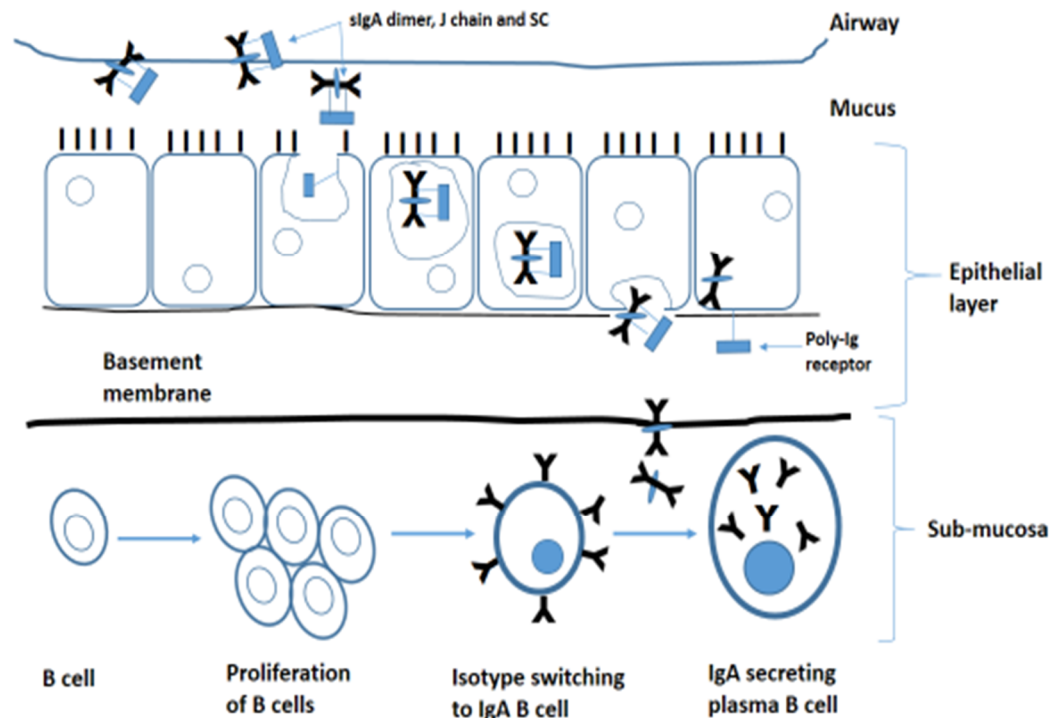 sIgA dimer, J chain and SC
Airway
Mucus
Epithelial
layer
Poly-Ig
receptor
Basement
membrane
Sub-mucosa
B cell
Proliferation
of B cells
Isotype switching
to IgA B cell
IgA secreting
plasma B cell